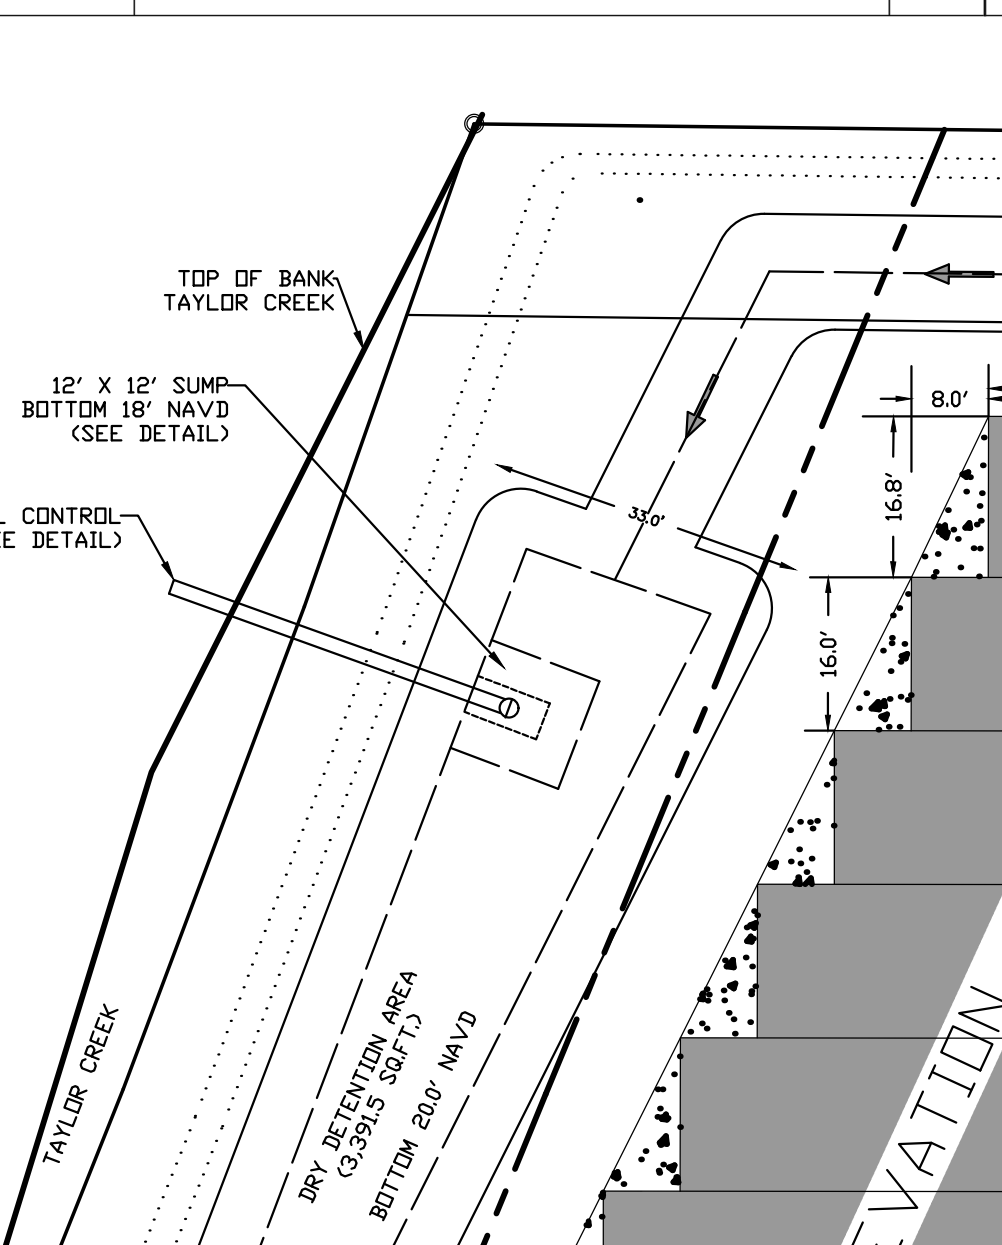 TOP OF BANK
TAYLOR CREEK
12' X 12' SUMP
BOTTOM 18' NAVD
(SEE DETAIL)
CONTROL
DETAIL)
8.0'
16.8'
33.0'
16.0'
TAYLOR CREEK
DRY DETENTION AREA
(3,391.5 SQ.FT.)
BOTTOM 20.0' NAVD
VATION